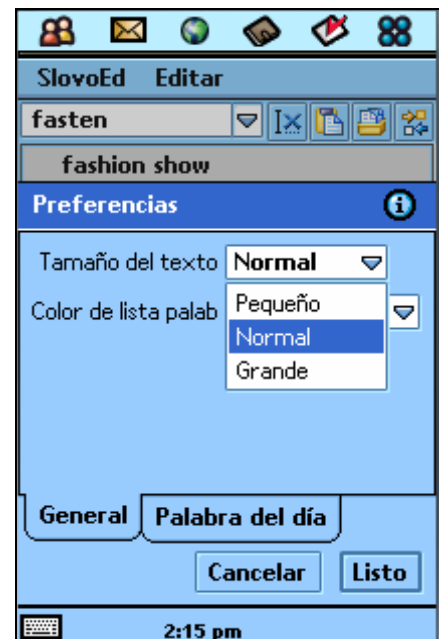 SlovoEd Editar
fasten
fashion show
Preferencias
Tamaño del texto Normal
Color de lista palab
Pequeño
Normal
Grande
General Palabra del día
Cancelar Listo
2:15 pm